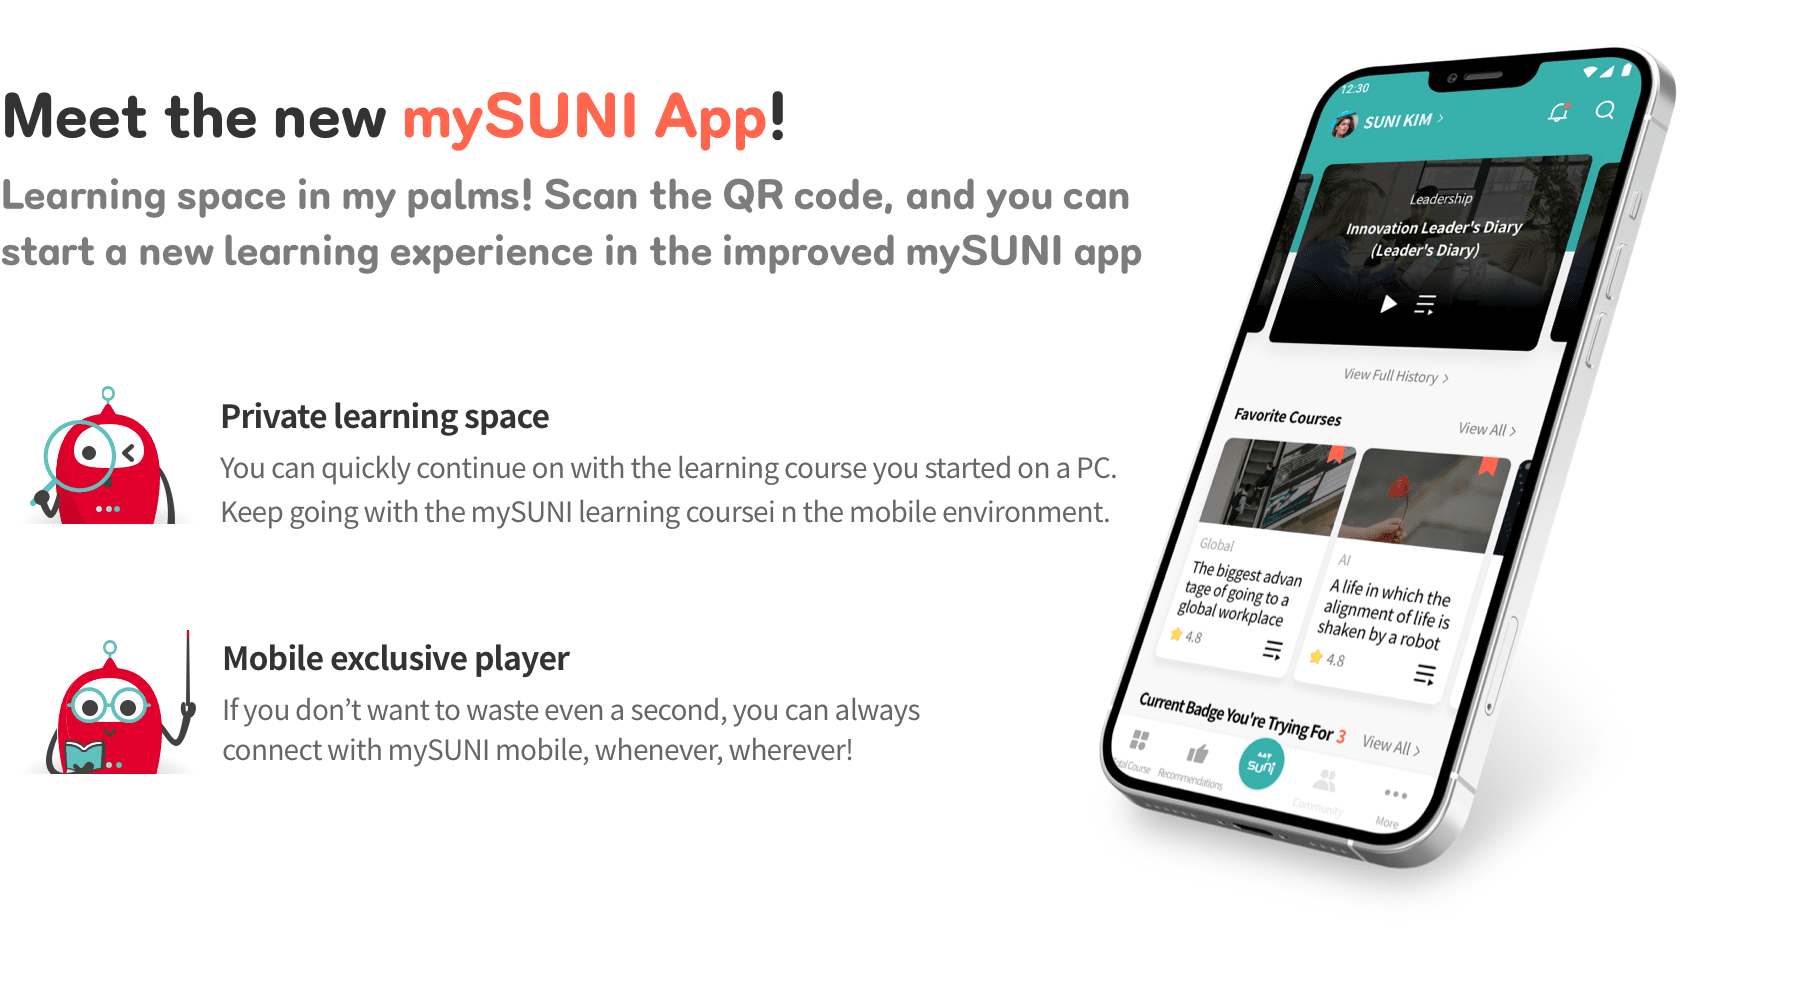 Meet the new mySUNI App!
Learning space in my palms! Scan the QR code, and you can
start a new learning experience in the improved mySUNI app
Private learning space
You can quickly continue on with the learning course you started on a PC.
Keep going with the mySUNI learning coursei n the mobile environment.
Mobile exclusive player
If you don’t want to waste even a second, you can always
connect with mySUNI mobile, whenever, wherever!
12:30
SUNI KIM >
Leadership
Innovation Leader's Diary
(Leader's Diary)
View Full History >
Favorite Courses
View All >
Global
The biggest advan
tage of going to a
global workplace
4.8
AI
A life in which the
alignment of life is
shaken by a robot
4.8
Current Badge You're Trying For 3
View All >
Total Course
Recommendations
suni
Community
More